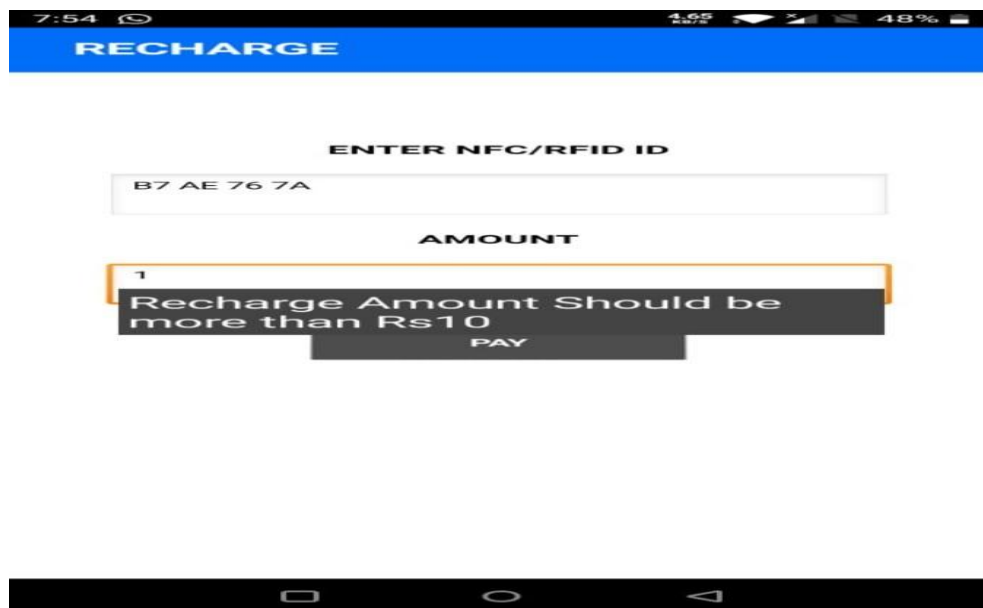 7:54 4.65 KB/S 48%
RECHARGE
ENTER NFC/RFID ID
B7 AE 76 7A
AMOUNT
1
Recharge Amount Should be
more than Rs10
PAY